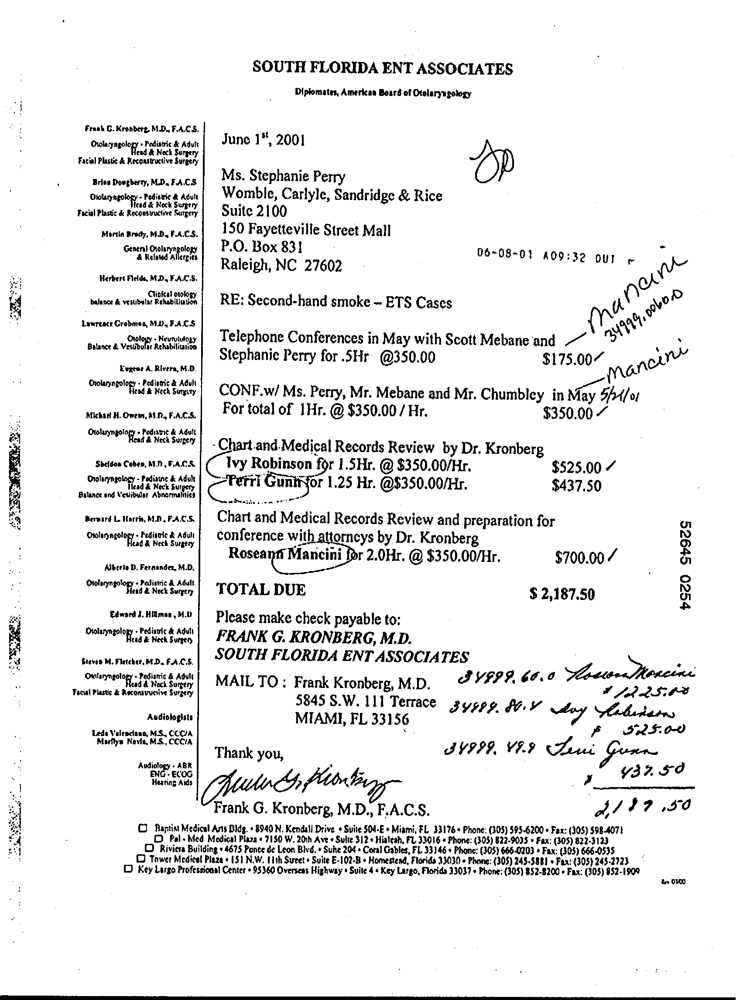 SOUTH FLORIDA ENT ASSOCIATES
Diplomates, American Board of Otolaryngology
Frank G. Kronberg, M.D., F.A.C.S.
Otolaryngology - Pediatric & Adult
Head & Neck Surgery
Facial Plastic & Reconstructive Surgery
Brian Dougherty, M.D., F.A.C.S
Otolaryngology - Pediatric & Adult
Head & Neck Surgery
Facial Plastic & Reconstructive Surgery
Martin Brody, M.D., F.A.C.S.
General Otolaryngology
& Related Allergies
Herbert Fields, M.D., F.A.C.S.
Clinical otology
balance & vestibular Rehabilitation
Lawrence Grobman, M.D., F.A.C.S
Otology - Neurotology
Balance & Vestibular Rehabilitation
Eugene A. Rivera, M.D.
Otolaryngology - Pediatric & Adult
Head & Neck Surgery
Michael H. Owens, M.D., F.A.C.S.
Otolaryngology - Pediatric & Adult
Head & Neck Surgery
Sheldon Cohen, M.D., F.A.C.S.
Otolaryngology - Pediatric & Adult
Head & Neck Surgery
Balance and Vestibular Abnormalities
Bernard L. Harris, M.D., F.A.C.S.
Otolaryngology - Pediatric & Adult
Head & Neck Surgery
Alberto D. Fernandez, M.D.
Otolaryngology - Pediatric & Adult
Head & Neck Surgery
Edward J. Hillman, M.D
Otolaryngology - Pediatric & Adult
Head & Neck Surgery
Steven M. Fletcher, M.D., F.A.C.S.
Otolaryngology - Pediatric & Adult
Head & Neck Surgery
Facial Plastic & Reconstructive Surgery
Audiologists
Leda Valenciano, M.S., CCC/A
Marilyn Navia, M.S., CCC/A
Audiology - ABR
ENG - ECOG
Hearing Aids
June 1st, 2001
Ms. Stephanie Perry
Womble, Carlyle, Sandridge & Rice
Suite 2100
150 Fayetteville Street Mall
P.O. Box 831
Raleigh, NC 27602
06-08-01 A09:32 OUT
RE: Second-hand smoke – ETS Cases
Mancini
34999.0060.0
Telephone Conferences in May with Scott Mebane and
Stephanie Perry for .5Hr @350.00 $175.00
Mancini
CONF.w/ Ms. Perry, Mr. Mebane and Mr. Chumbley in May 5/21/01
For total of 1Hr. @ $350.00 / Hr. $350.00
Chart and Medical Records Review by Dr. Kronberg
Ivy Robinson for 1.5Hr. @ $350.00/Hr. $525.00
Terri Gunn for 1.25 Hr. @$350.00/Hr. $437.50
Chart and Medical Records Review and preparation for
conference with attorneys by Dr. Kronberg
Roseann Mancini for 2.0Hr. @ $350.00/Hr. $700.00
TOTAL DUE $ 2,187.50
Please make check payable to:
FRANK G. KRONBERG, M.D.
SOUTH FLORIDA ENT ASSOCIATES
MAIL TO : Frank Kronberg, M.D.
5845 S.W. 111 Terrace
MIAMI, FL 33156
34999.60.0 Mancini
$ 1225.00
34999.80.4 Robinson
$ 525.00
34999.49.9 Terri Gunn
$ 437.50
2,187.50
Thank you,
Frank G. Kronberg, M.D., F.A.C.S.
52645 0254
Baptist Medical Arts Bldg. • 8940 N. Kendall Drive • Suite 504-E • Miami, FL 33176 • Phone: (305) 595-6200 • Fax: (305) 598-4071
Pal - Med Medical Plaza • 7150 W. 20th Ave • Suite 312 • Hialeah, FL 33016 • Phone: (305) 822-9035 • Fax: (305) 822-3123
Riviera Building • 4675 Ponce de Leon Blvd. • Suite 204 • Coral Gables, FL 33146 • Phone: (305) 666-0203 • Fax: (305) 666-0535
Tower Medical Plaza • 151 N.W. 11th Street • Suite E-102-B • Homestead, Florida 33030 • Phone: (305) 245-5881 • Fax: (305) 245-2723
Key Largo Professional Center • 95360 Overseas Highway • Suite 4 • Key Largo, Florida 33037 • Phone: (305) 852-8200 • Fax: (305) 852-1909